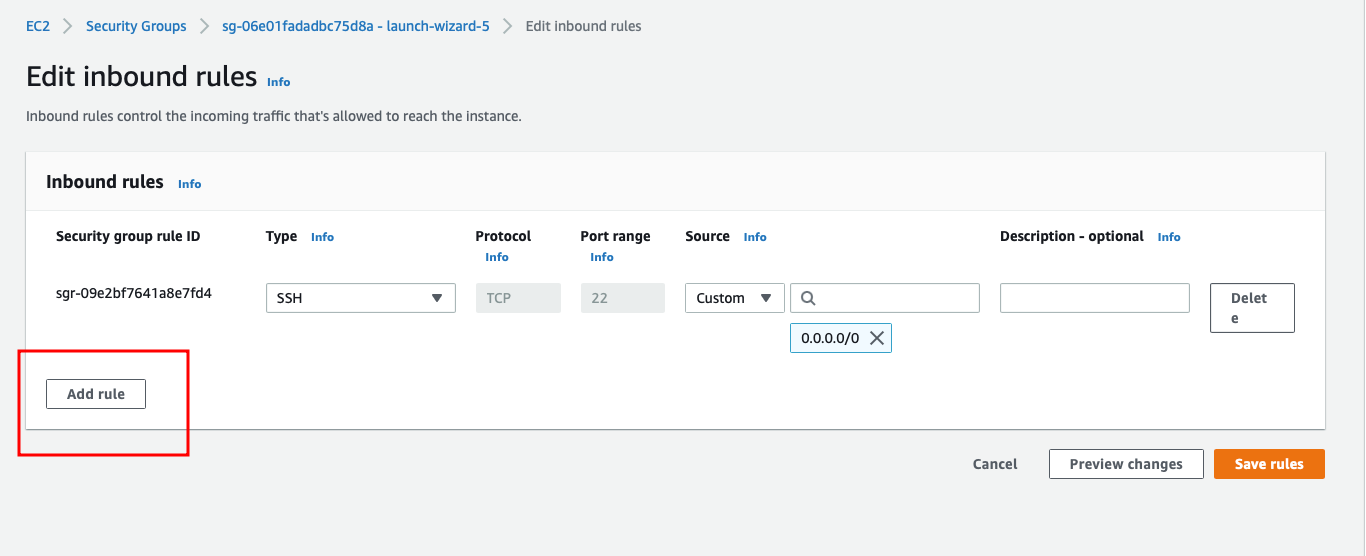 EC2 Security Groups sg-06e01fadadbc75d8a - launch-wizard-5 Edit inbound rules
Edit inbound rules Info
Inbound rules control the incoming traffic that's allowed to reach the instance.
Inbound rules Info
Security group rule ID Type Info Protocol Port range Source Info Description - optional Info
Info Info
sgr-09e2bf7641a8e7fd4 SSH TCP 22 Custom Delet
e
0.0.0.0/0
Add rule
Cancel Preview changes Save rules